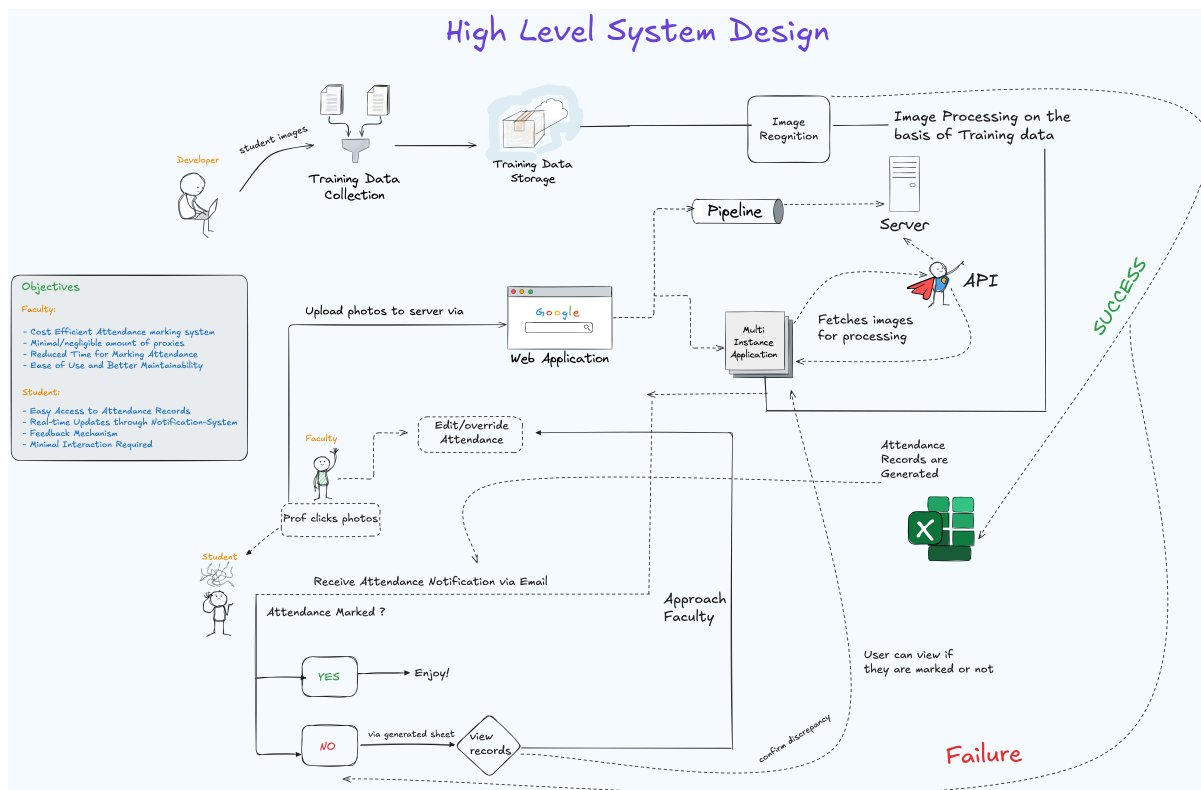 High Level System Design
student images
Developer
Training Data
Collection
Training Data
Storage
Image
Reognition
Image Processing on the
basis of Training data
Pipeline
Server
API
Objectives
Faculty:
- Cost Efficient Attendance marking system
- Minimal/negligible amount of proxies
- Reduced Time for Marking Attendance
- Ease of Use and Better Maintainability
Student:
- Easy Access to Attendance Records
- Real-time Updates through Notification-System
- Feedback Mechanism
- Minimal Interaction Required
Upload photos to server via
Google
Web Application
Multi
Instance
Application
Fetches images
for processing
SUCCESS
Faculty
Edit/override
Attendance
Attendance
Records are
Generated
X
Prof clicks photos
Student
Receive Attendance Notification via Email
Attendance Marked ?
Approach
Faculty
YES
Enjoy!
User can view if
they are marked or not
NO
via generated sheet
view
records
confirm discrepancy
Failure